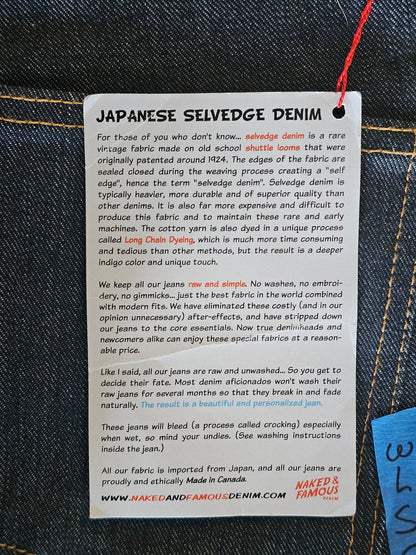 JAPANESE SELVEDGE DENIM
For those of you who don't know... selvedge denim is a rare
vintage fabric made on old school shuttle looms that were
originally patented around 1924. The edges of the fabric are
sealed closed during the weaving process creating a "self
edge", hence the term "selvedge denim". Selvedge denim is
typically heavier, more durable and of superior quality than
other denims. It is also far more expensive and difficult to
produce this fabric and to maintain these rare and early
machines. The cotton yarn is also dyed in a unique process
called Long Chain Dyeing, which is much more time consuming
and tedious than other methods, but the result is a deeper
indigo color and unique touch.
We keep all our jeans raw and simple. No washes, no embroi-
dery, no gimmicks... just the best fabric in the world combined
with modern fits. We have eliminated these costly (and in our
opinion unnecessary) after-effects, and have stripped down
our jeans to the core essentials. Now true denimheads and
newcomers alike can enjoy these special fabrics at a reason-
able price.
Like I said, all our jeans are raw and unwashed... So you get to
decide their fate. Most denim aficionados won't wash their
raw jeans for several months so that they break in and fade
naturally. The result is a beautiful and personalized jean.
These jeans will bleed (a process called crocking) especially
when wet, so mind your undies. (See washing instructions
inside the jean.)
All our fabric is imported from Japan, and all our jeans are
proudly and ethically Made in Canada.
WWW.NAKEDANDFAMOUSDENIM.COM
NAKED &
FAMOUS
DENIM